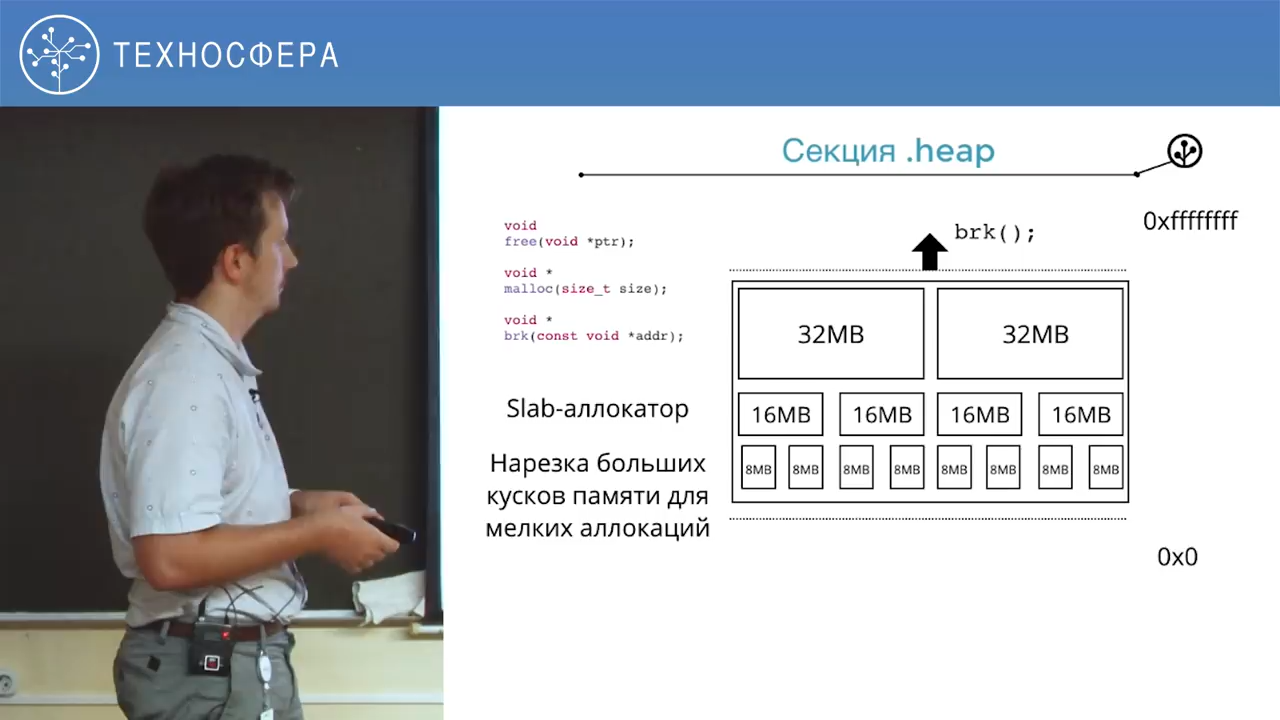 ТЕХНОСФЕРА
Секция .heap
0xffffffff
brk();
void
free(void *ptr);
void *
malloc(size_t size);
void *
brk(const void *addr);
32MB 32MB
Slab-аллокатор
16MB 16MB 16MB 16MB
Нарезка больших
кусков памяти для
мелких аллокаций
8MB 8MB 8MB 8MB 8MB 8MB 8MB 8MB
0x0